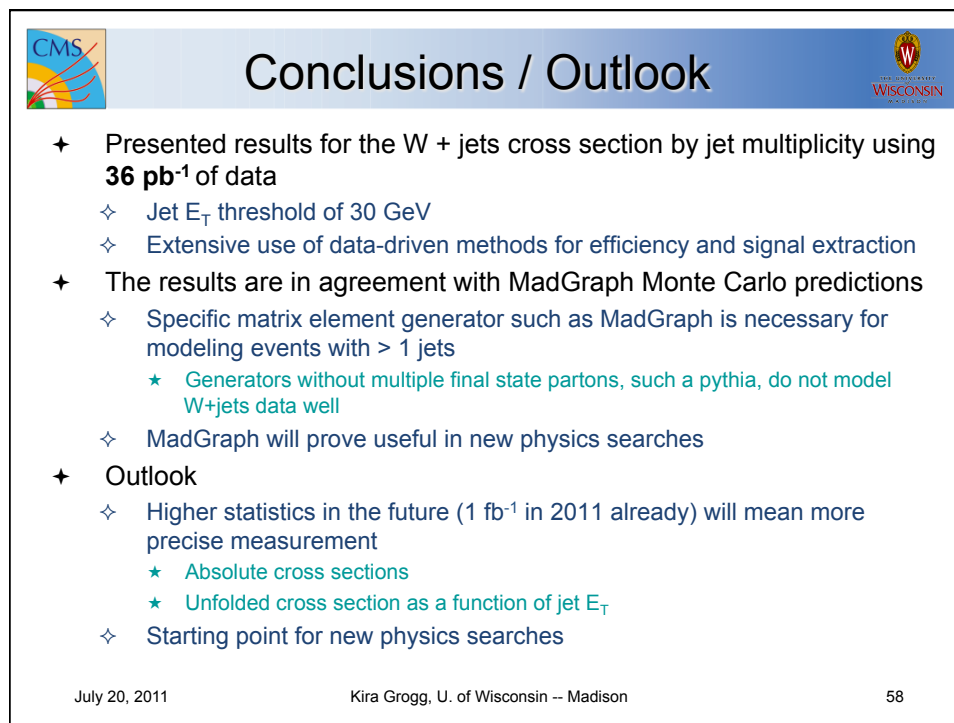 CMS
Conclusions / Outlook
W
THE UNIVERSITY
WISCONSIN
MADISON
Presented results for the W + jets cross section by jet multiplicity using
36 pb⁻¹ of data
Jet E_T threshold of 30 GeV
Extensive use of data-driven methods for efficiency and signal extraction
The results are in agreement with MadGraph Monte Carlo predictions
Specific matrix element generator such as MadGraph is necessary for
modeling events with > 1 jets
Generators without multiple final state partons, such a pythia, do not model
W+jets data well
MadGraph will prove useful in new physics searches
Outlook
Higher statistics in the future (1 fb⁻¹ in 2011 already) will mean more
precise measurement
Absolute cross sections
Unfolded cross section as a function of jet E_T
Starting point for new physics searches
July 20, 2011
Kira Grogg, U. of Wisconsin -- Madison
58